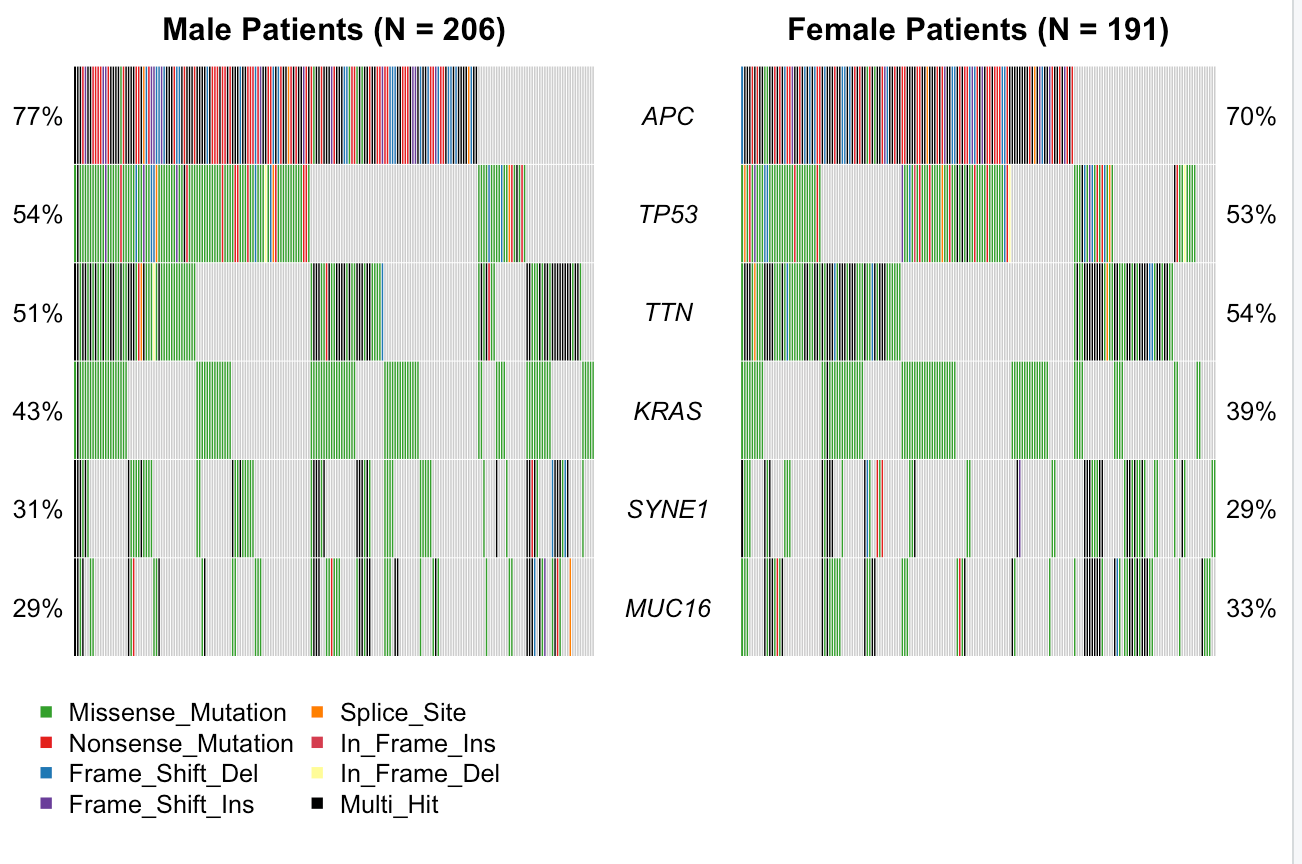 Male Patients (N = 206)
Female Patients (N = 191)
77% APC 70%
54% TP53 53%
51% TTN 54%
43% KRAS 39%
31% SYNE1 29%
29% MUC16 33%
Missense_Mutation
Nonsense_Mutation
Frame_Shift_Del
Frame_Shift_Ins
Splice_Site
In_Frame_Ins
In_Frame_Del
Multi_Hit